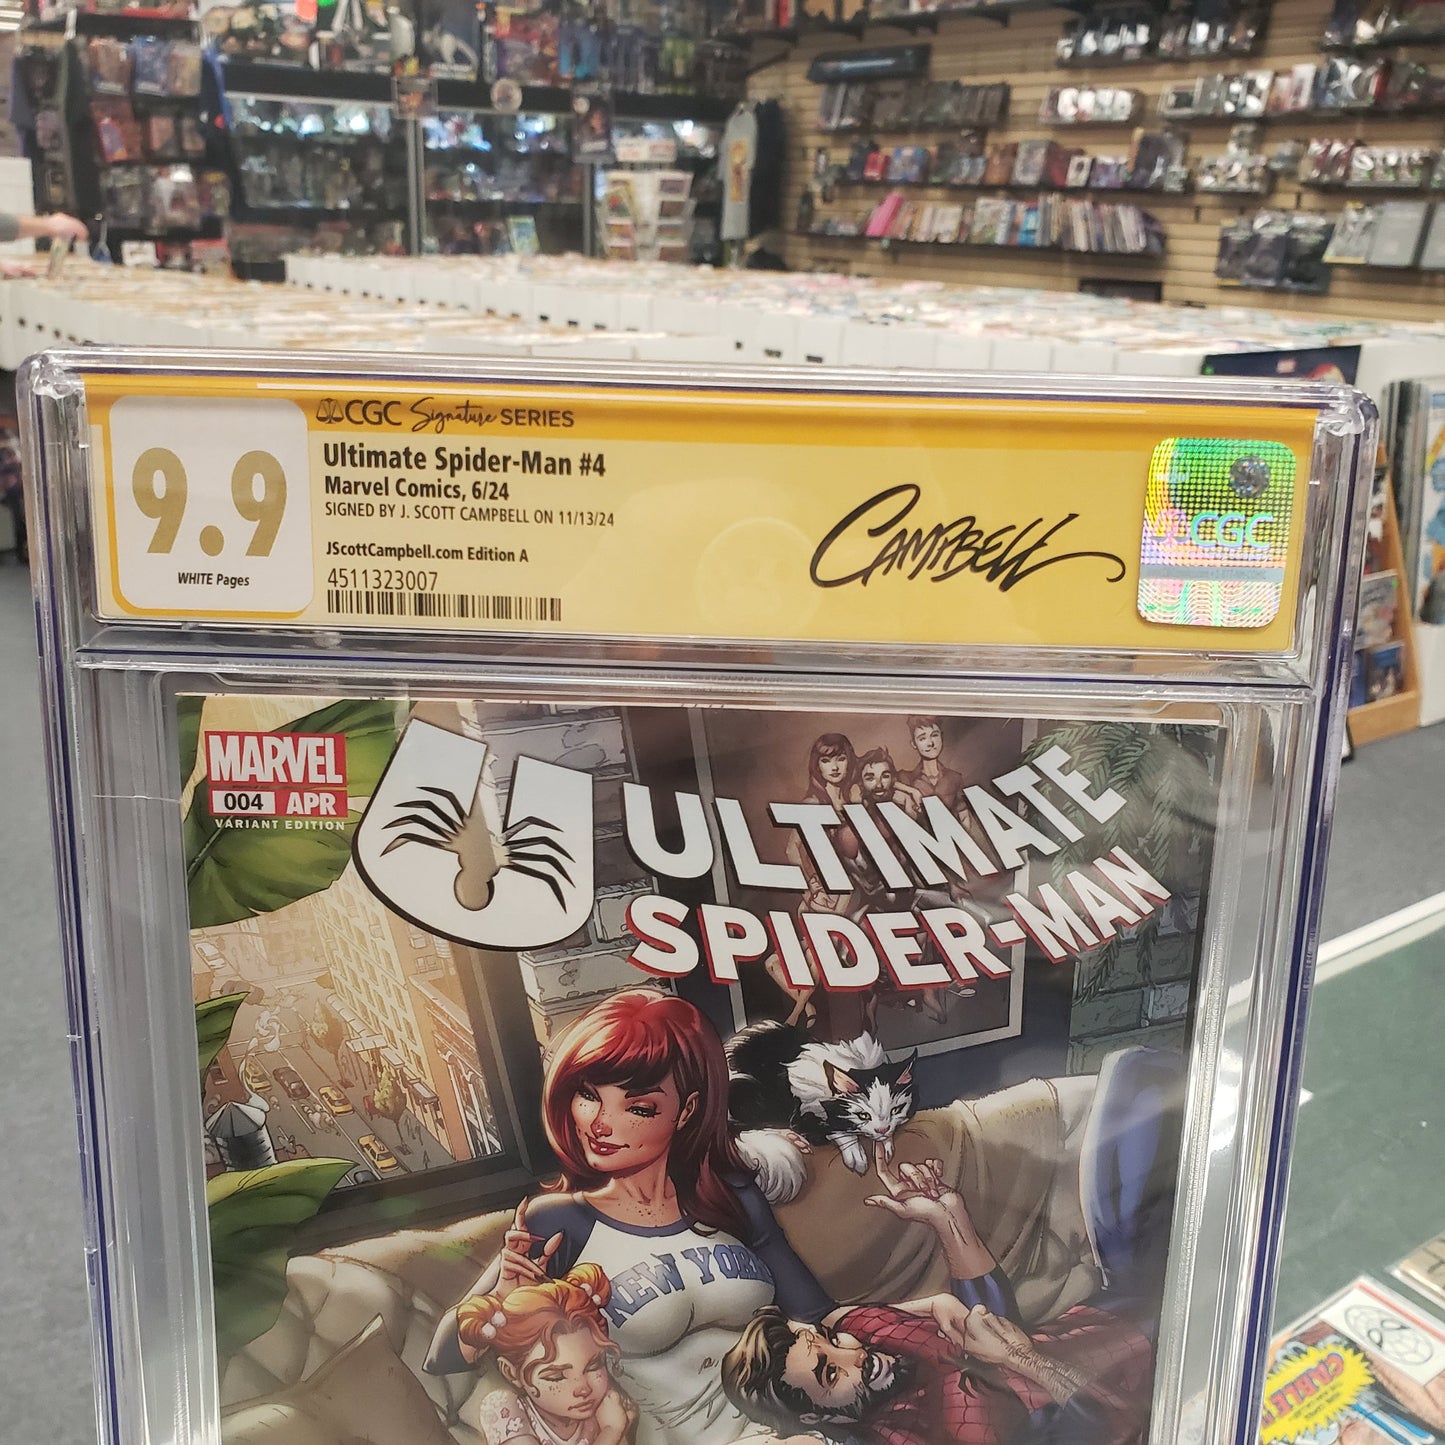 CGC Signature SERIES
9.9
WHITE Pages
Ultimate Spider-Man #4
Marvel Comics, 6/24
SIGNED BY J. SCOTT CAMPBELL ON 11/13/24
JScottCampbell.com Edition A
4511323007
CAMPBELL
CGC
MARVEL
004 APR
VARIANT EDITION
ULTIMATE
SPIDER-MAN
NEW YORK